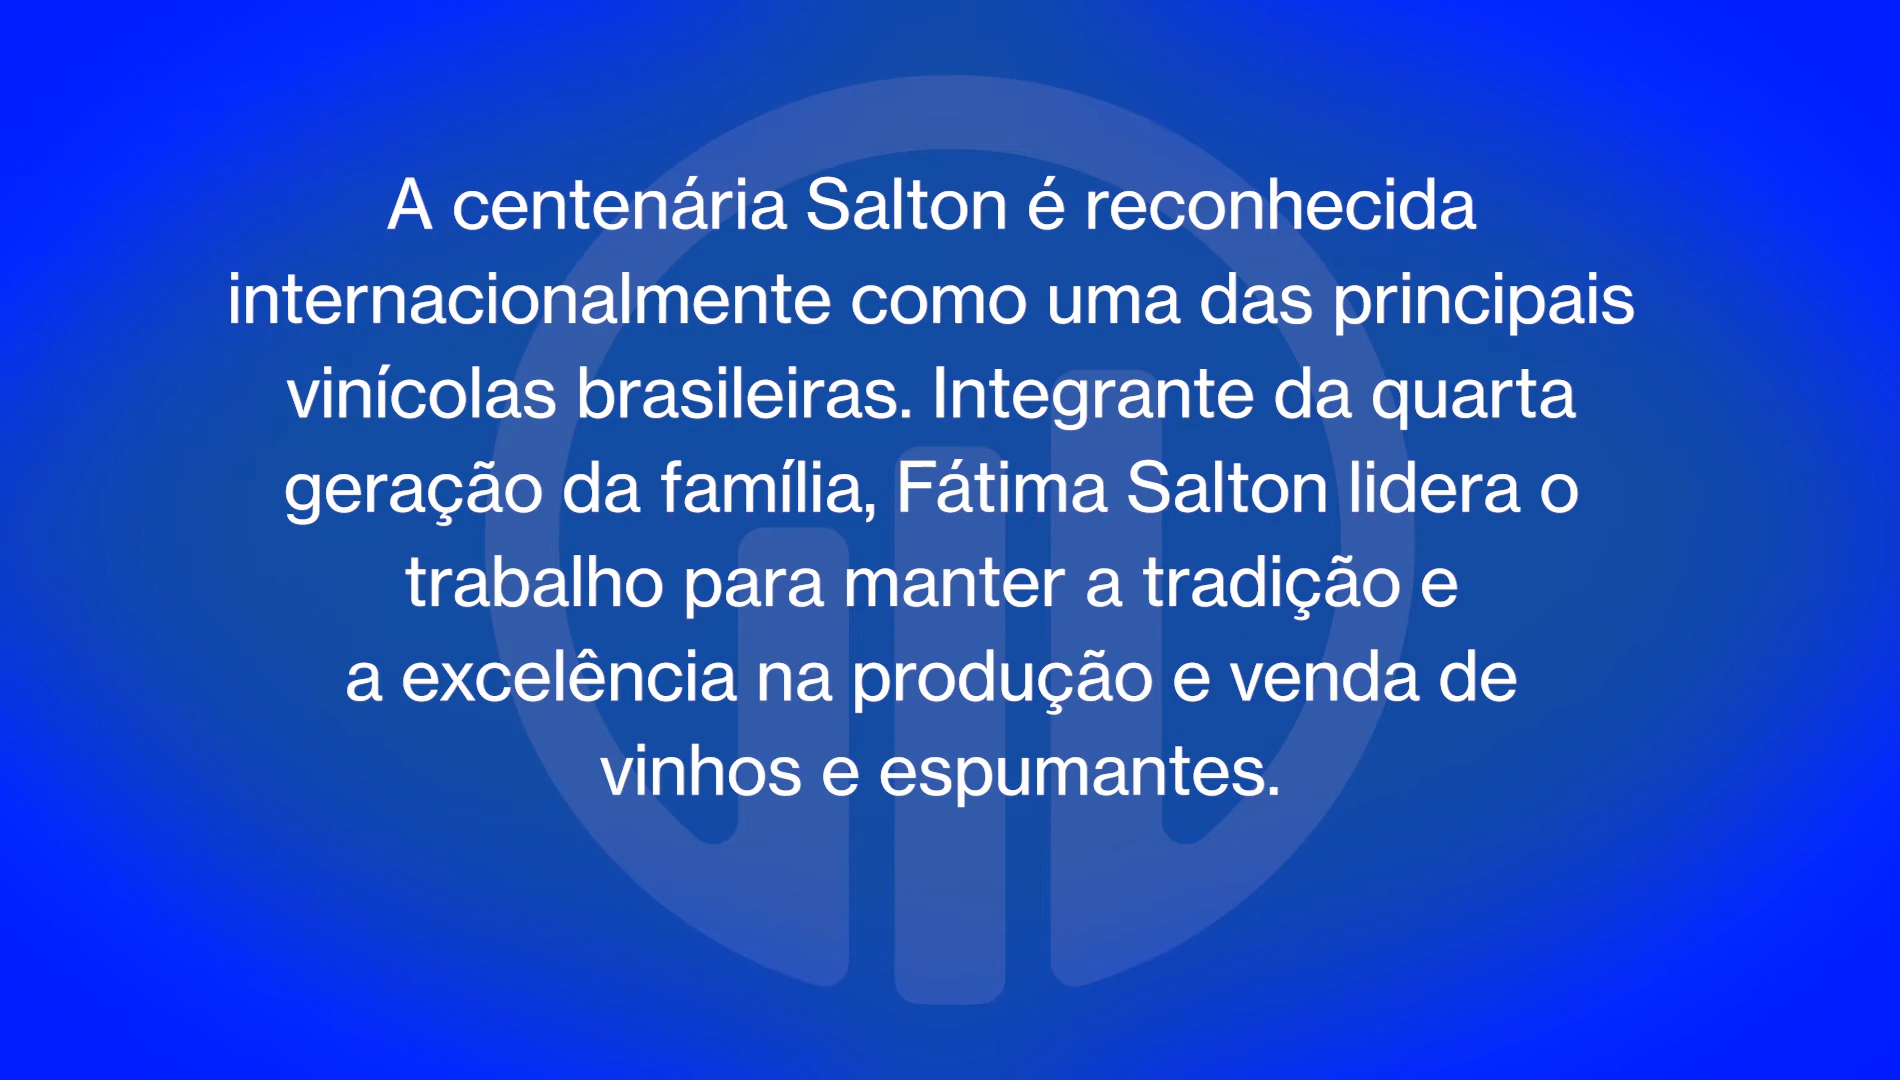 A centenária Salton é reconhecida
internacionalmente como uma das principais
vinícolas brasileiras. Integrante da quarta
geração da família, Fátima Salton lidera o
trabalho para manter a tradição e
a excelência na produção e venda de
vinhos e espumantes.